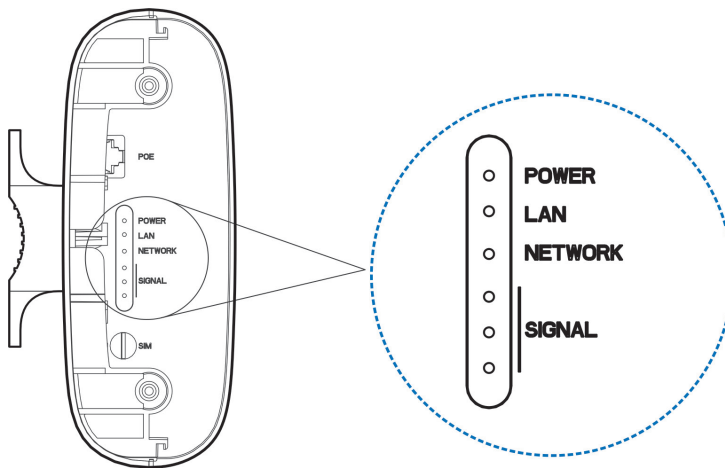 POE
POWER
LAN
NETWORK
SIGNAL
SIM
POWER
LAN
NETWORK
SIGNAL